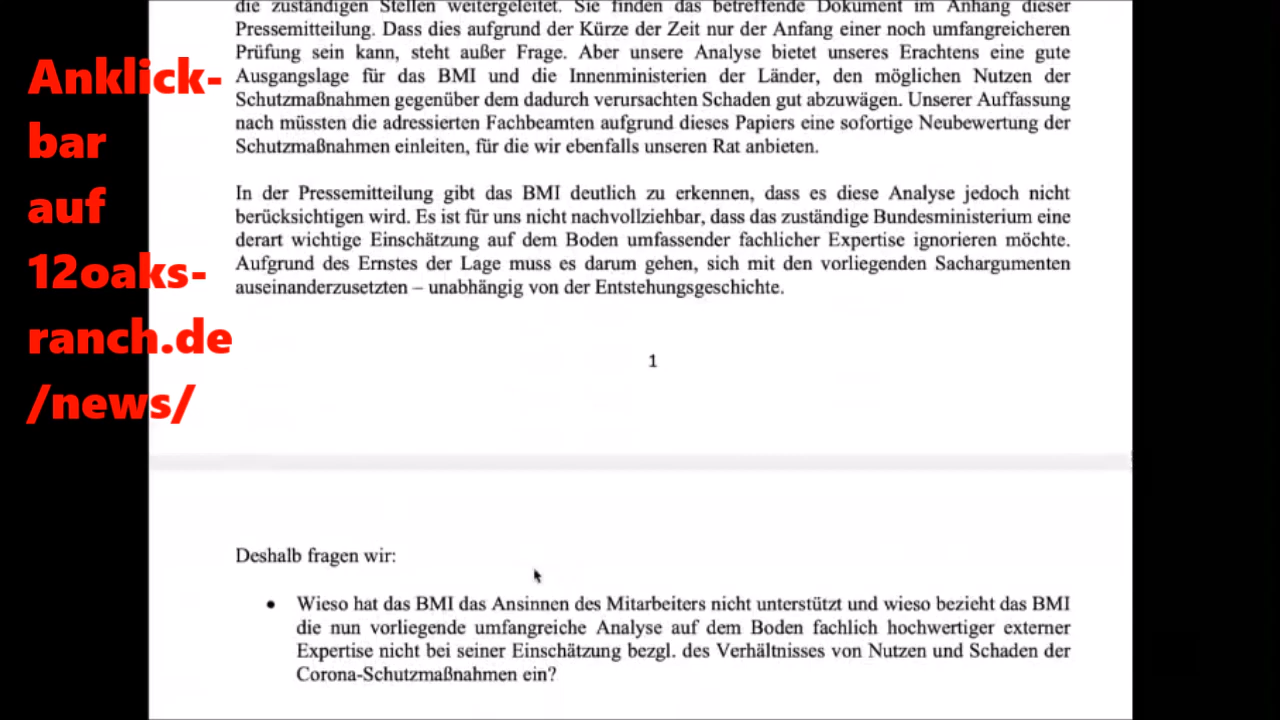 Anklick-
bar
auf
12oaks-
ranch.de
/news/
die zuständigen Stellen weitergeleitet. Sie finden das betreffende Dokument im Anhang dieser
Pressemitteilung. Dass dies aufgrund der Kürze der Zeit nur der Anfang einer noch umfangreicheren
Prüfung sein kann, steht außer Frage. Aber unsere Analyse bietet unseres Erachtens eine gute
Ausgangslage für das BMI und die Innenministerien der Länder, den möglichen Nutzen der
Schutzmaßnahmen gegenüber dem dadurch verursachten Schaden gut abzuwägen. Unserer Auffassung
nach müssten die adressierten Fachbeamten aufgrund dieses Papiers eine sofortige Neubewertung der
Schutzmaßnahmen einleiten, für die wir ebenfalls unseren Rat anbieten.
In der Pressemitteilung gibt das BMI deutlich zu erkennen, dass es diese Analyse jedoch nicht
berücksichtigen wird. Es ist für uns nicht nachvollziehbar, dass das zuständige Bundesministerium eine
derart wichtige Einschätzung auf dem Boden umfassender fachlicher Expertise ignorieren möchte.
Aufgrund des Ernstes der Lage muss es darum gehen, sich mit den vorliegenden Sachargumenten
auseinanderzusetzten – unabhängig von der Entstehungsgeschichte.
1
Deshalb fragen wir:
• Wieso hat das BMI das Ansinnen des Mitarbeiters nicht unterstützt und wieso bezieht das BMI
die nun vorliegende umfangreiche Analyse auf dem Boden fachlich hochwertiger externer
Expertise nicht bei seiner Einschätzung bezgl. des Verhältnisses von Nutzen und Schaden der
Corona-Schutzmaßnahmen ein?